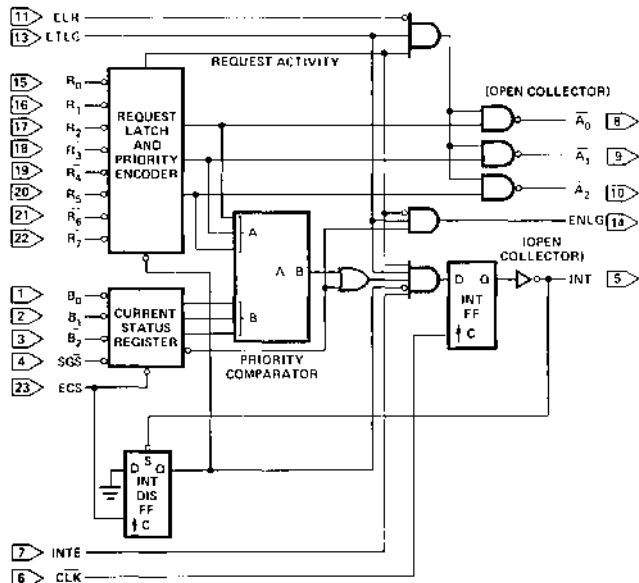 11 ELR
13 ETLG
REQUEST ACTIVITY
15 R0
16 R1
17 R2
18 R3
19 R4
20 R5
21 R6
22 R7
REQUEST
LATCH
AND
PRIORITY
ENCODER
(OPEN COLLECTOR)
A0 8
A1 9
A2 10
ENLG 14
A
B
A B
PRIORITY
COMPARATOR
(OPEN
COLLECTOR)
D Q
INT
FF
C
INT 5
1 B0
2 B1
3 B2
4 SGS
23 ECS
CURRENT
STATUS
REGISTER
S
D Q
INT
DIS
FF
C
7 INTE
6 CLK